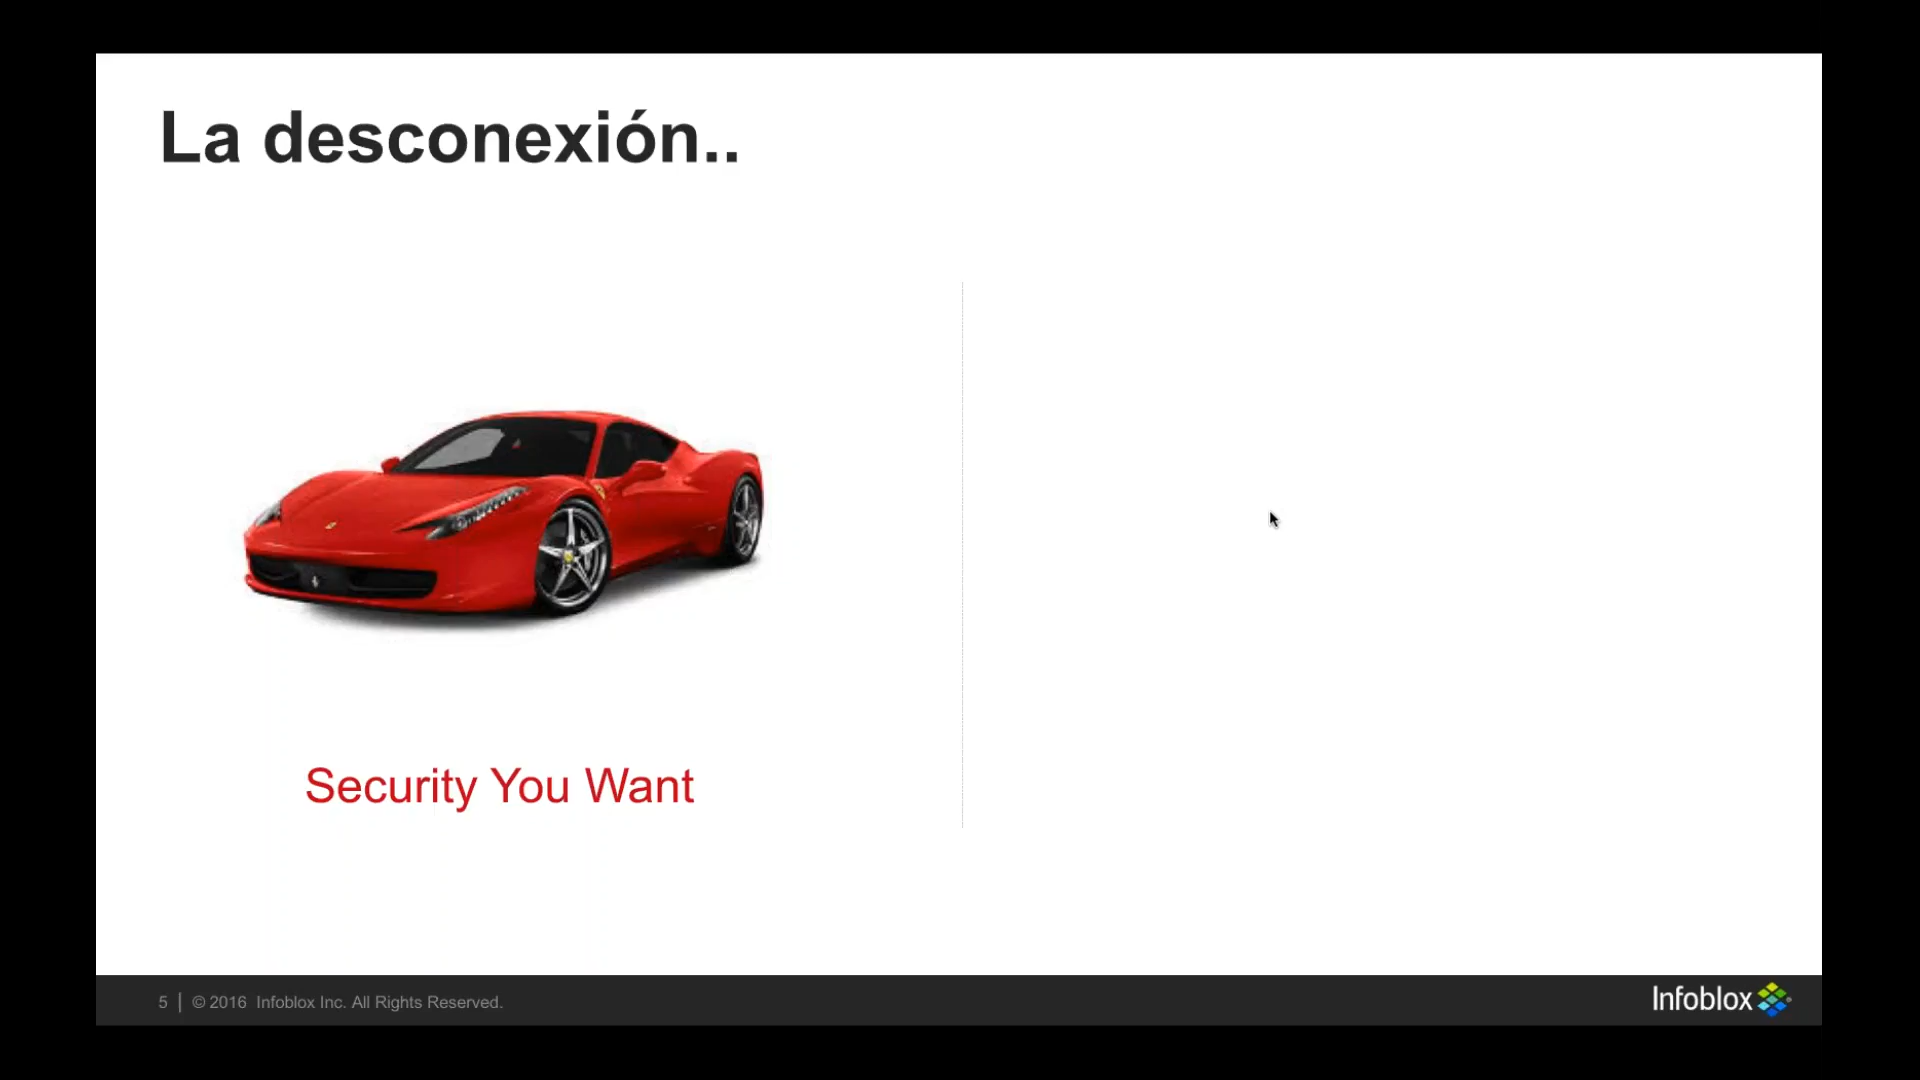 La desconexión..
Security You Want
5 | © 2016 Infoblox Inc. All Rights Reserved.
Infoblox